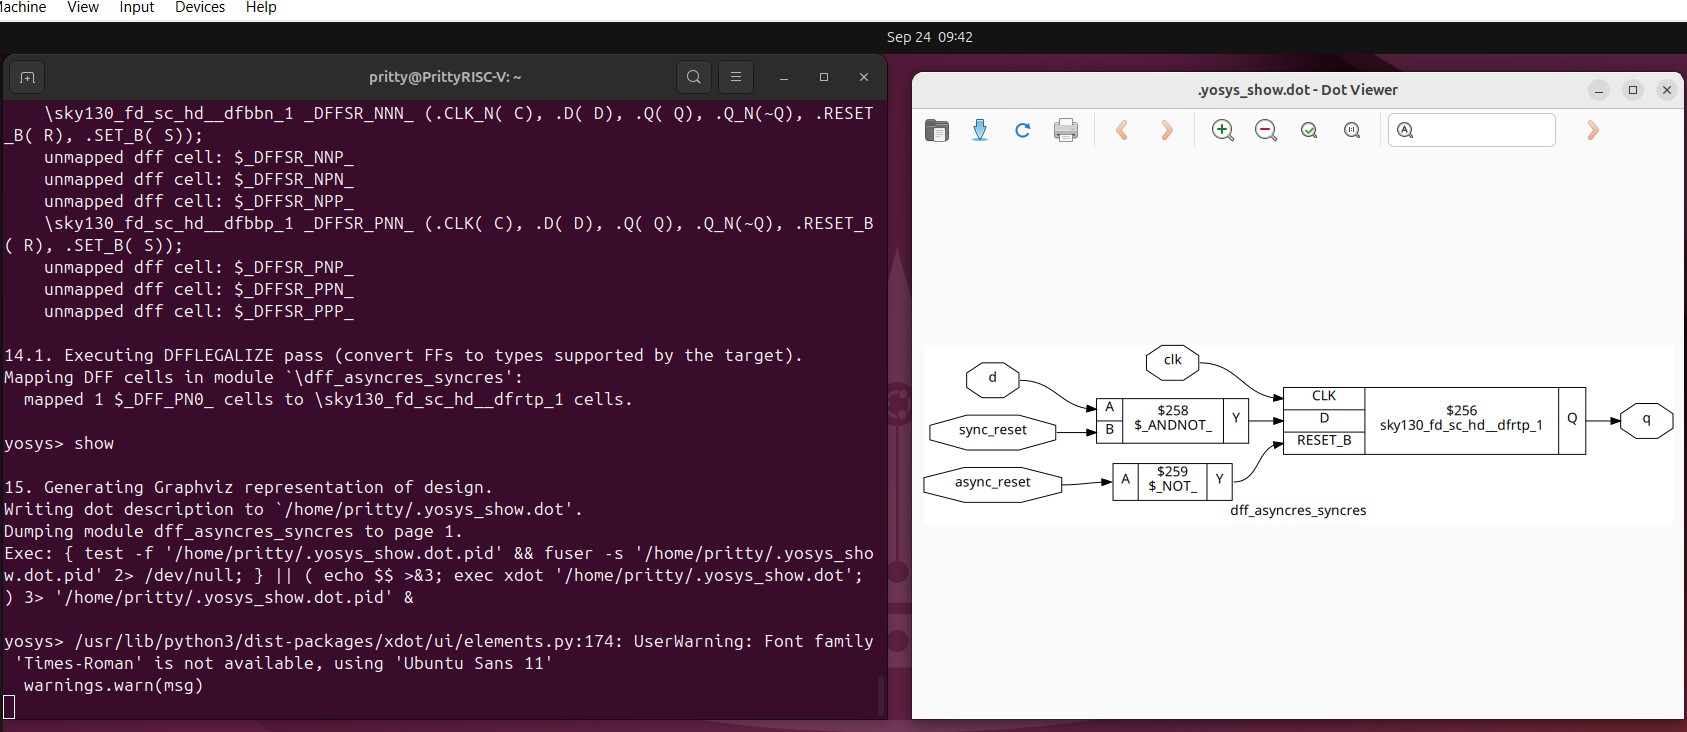 Machine View Input Devices Help
Sep 24 09:42
pritty@PrittyRISC-V: ~
\sky130_fd_sc_hd__dfbbn_1 _DFFSR_NNN_ (.CLK_N( C), .D( D), .Q( Q), .Q_N(~Q), .RESET
_B( R), .SET_B( S));
unmapped dff cell: $_DFFSR_NNP_
unmapped dff cell: $_DFFSR_NPN_
unmapped dff cell: $_DFFSR_NPP_
\sky130_fd_sc_hd__dfbbp_1 _DFFSR_PNN_ (.CLK( C), .D( D), .Q( Q), .Q_N(~Q), .RESET_B
( R), .SET_B( S));
unmapped dff cell: $_DFFSR_PNP_
unmapped dff cell: $_DFFSR_PPN_
unmapped dff cell: $_DFFSR_PPP_
14.1. Executing DFFLEGALIZE pass (convert FFs to types supported by the target).
Mapping DFF cells in module `\dff_asyncres_syncres':
mapped 1 $_DFF_PN0_ cells to \sky130_fd_sc_hd__dfrtp_1 cells.
yosys> show
15. Generating Graphviz representation of design.
Writing dot description to `/home/pritty/.yosys_show.dot'.
Dumping module dff_asyncres_syncres to page 1.
Exec: { test -f '/home/pritty/.yosys_show.dot.pid' && fuser -s '/home/pritty/.yosys_sho
w.dot.pid' 2> /dev/null; } || ( echo $$ >&3; exec xdot '/home/pritty/.yosys_show.dot';
) 3> '/home/pritty/.yosys_show.dot.pid' &
yosys> /usr/lib/python3/dist-packages/xdot/ui/elements.py:174: UserWarning: Font family
'Times-Roman' is not available, using 'Ubuntu Sans 11'
warnings.warn(msg)
.yosys_show.dot - Dot Viewer
clk
d
sync_reset
async_reset
A
B
$258
$_ANDNOT_
Y
A
$259
$_NOT_
Y
CLK
D
RESET_B
$256
sky130_fd_sc_hd__dfrtp_1
Q
q
dff_asyncres_syncres